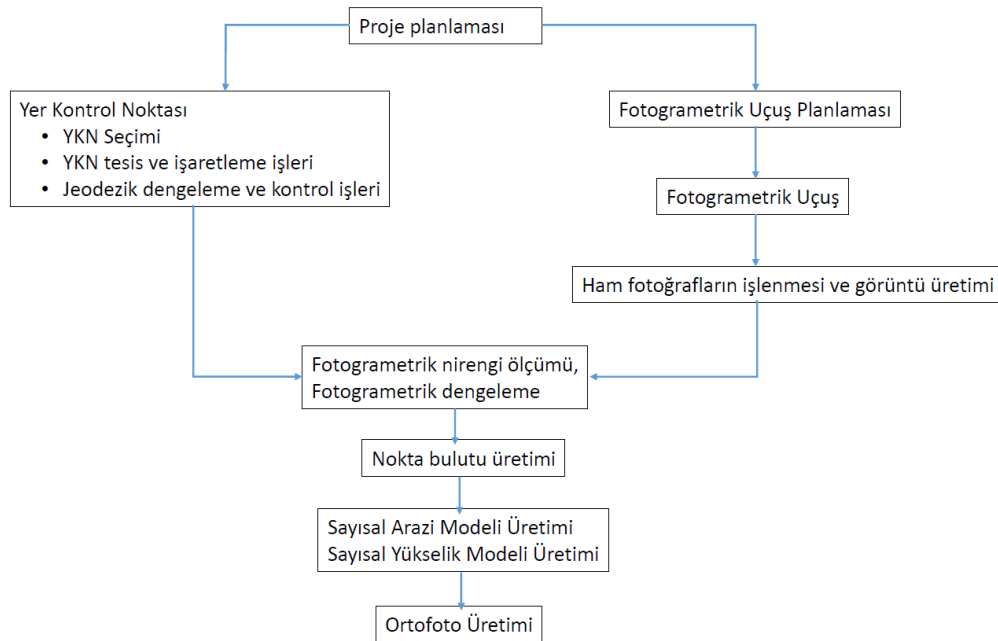 Proje planlaması
Yer Kontrol Noktası
• YKN Seçimi
• YKN tesis ve işaretleme işleri
• Jeodezik dengeleme ve kontrol işleri
Fotogrametrik Uçuş Planlaması
Fotogrametrik Uçuş
Ham fotoğrafların işlenmesi ve görüntü üretimi
Fotogrametrik nirengi ölçümü,
Fotogrametrik dengeleme
Nokta bulutu üretimi
Sayısal Arazi Modeli Üretimi
Sayısal Yükselik Modeli Üretimi
Ortofoto Üretimi